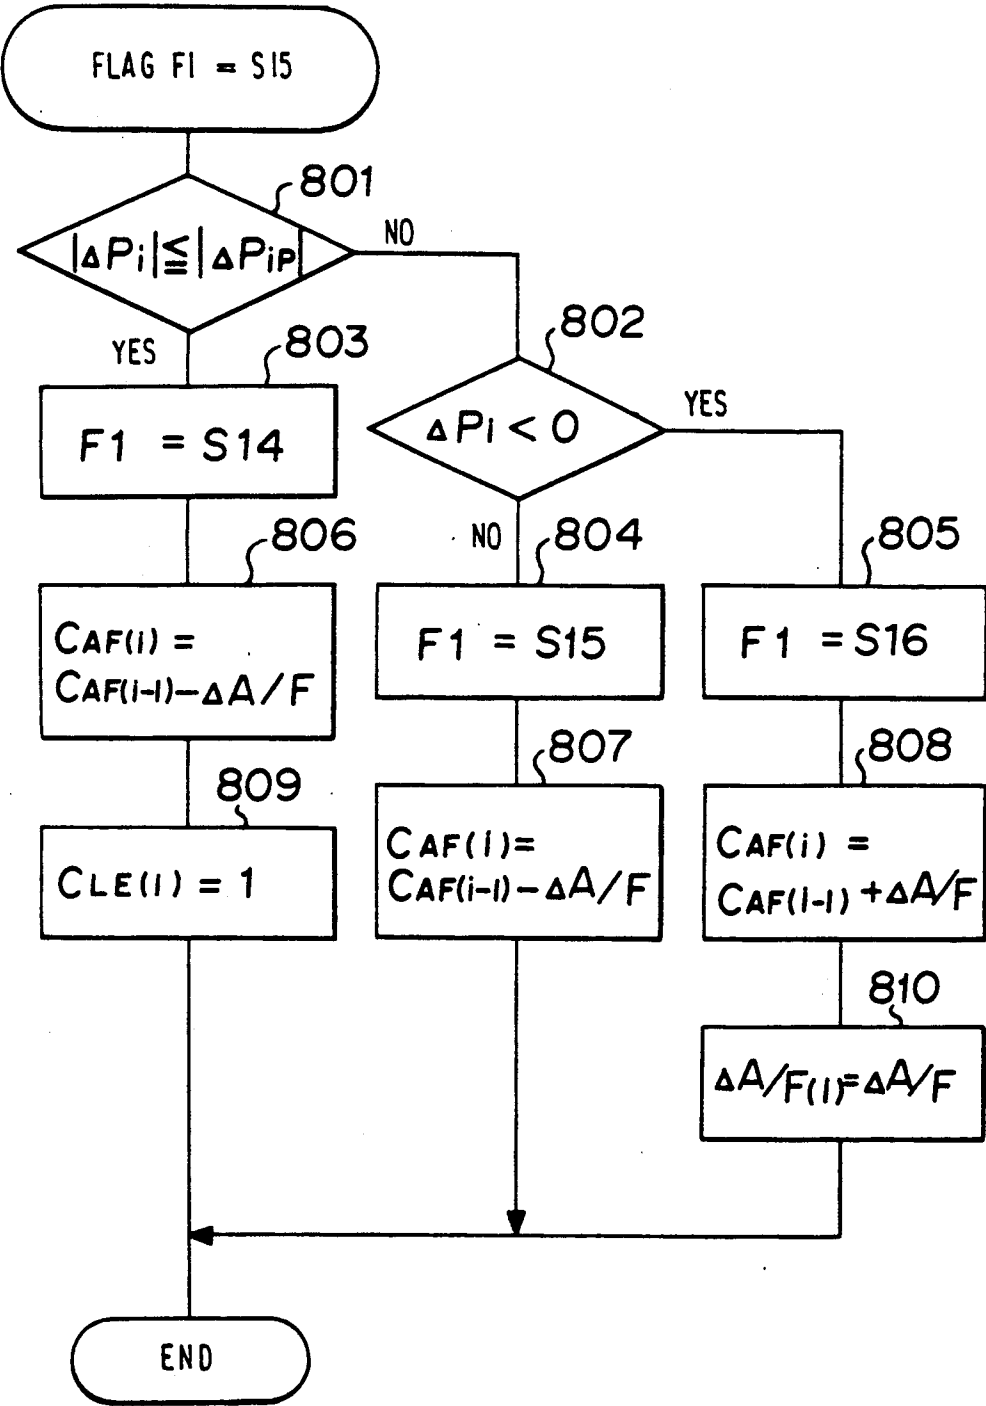 FLAG F1 = S15
801
|ΔPi|≦|ΔPiP|
NO
YES
802
803
ΔPi < 0
YES
F1 = S14
NO
806
804
805
CAF(i) =
CAF(i-1)-ΔA/F
F1 = S15
F1 = S16
809
807
808
CLE(i) = 1
CAF(i)=
CAF(i-1)-ΔA/F
CAF(i) =
CAF(i-1)+ΔA/F
810
ΔA/F(i)=ΔA/F
END